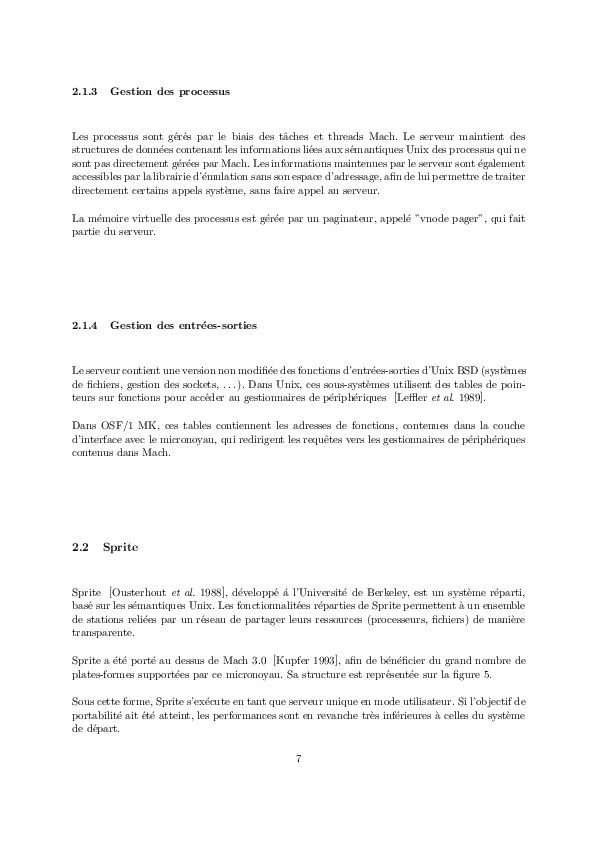 2.1.3 Gestion des processus
Les processus sont gérés par le biais des tâches et threads Mach. Le serveur maintient des
structures de données contenant les informations liées aux sémantiques Unix des processus qui ne
sont pas directement gérées par Mach. Les informations maintenues par le serveur sont également
accessibles par la librairie d'émulation sans son espace d'adressage, afin de lui permettre de traiter
directement certains appels système, sans faire appel au serveur.
La mémoire virtuelle des processus est gérée par un paginateur, appelé "vnode pager", qui fait
partie du serveur.
2.1.4 Gestion des entrées-sorties
Le serveur contient une version non modifiée des fonctions d'entrées-sorties d'Unix BSD (systèmes
de fichiers, gestion des sockets, ...). Dans Unix, ces sous-systèmes utilisent des tables de poin-
teurs sur fonctions pour accéder au gestionnaires de périphériques [Leffler et al. 1989].
Dans OSF/1 MK, ces tables contiennent les adresses de fonctions, contenues dans la couche
d'interface avec le micronoyau, qui redirigent les requêtes vers les gestionnaires de périphériques
contenus dans Mach.
2.2 Sprite
Sprite [Ousterhout et al. 1988], développé á l'Université de Berkeley, est un système réparti,
basé sur les sémantiques Unix. Les fonctionnalitées réparties de Sprite permettent à un ensemble
de stations reliées par un réseau de partager leurs ressources (processeurs, fichiers) de manière
transparente.
Sprite a été porté au dessus de Mach 3.0 [Kupfer 1993], afin de bénéficier du grand nombre de
plates-formes supportées par ce micronoyau. Sa structure est représentée sur la figure 5.
Sous cette forme, Sprite s'exécute en tant que serveur unique en mode utilisateur. Si l'objectif de
portabilité ait été atteint, les performances sont en revanche très inférieures à celles du système
de départ.
7